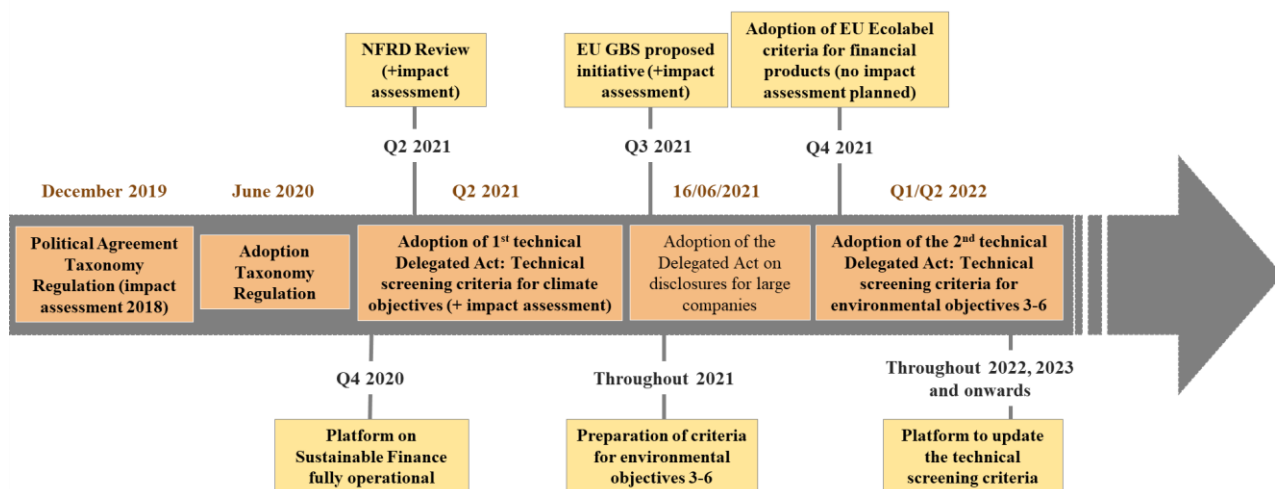 NFRD Review
(+impact
assessment)
EU GBS proposed
initiative (+impact
assessment)
Adoption of EU Ecolabel
criteria for financial
products (no impact
assessment planned)
Q2 2021
Q3 2021
Q4 2021
December 2019
June 2020
Q2 2021
16/06/2021
Q1/Q2 2022
Political Agreement
Taxonomy
Regulation (impact
assessment 2018)
Adoption
Taxonomy
Regulation
Adoption of 1st technical
Delegated Act: Technical
screening criteria for climate
objectives (+ impact assessment)
Adoption of the
Delegated Act on
disclosures for large
companies
Adoption of the 2nd technical
Delegated Act: Technical
screening criteria for
environmental objectives 3-6
Q4 2020
Throughout 2021
Throughout 2022, 2023
and onwards
Platform on
Sustainable Finance
fully operational
Preparation of criteria
for environmental
objectives 3-6
Platform to update
the technical
screening criteria